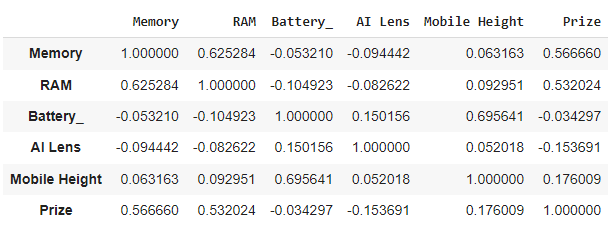 Memory RAM Battery_ AI Lens Mobile Height Prize
Memory 1.000000 0.625284 -0.053210 -0.094442 0.063163 0.566660
RAM 0.625284 1.000000 -0.104923 -0.082622 0.092951 0.532024
Battery_ -0.053210 -0.104923 1.000000 0.150156 0.695641 -0.034297
AI Lens -0.094442 -0.082622 0.150156 1.000000 0.052018 -0.153691
Mobile Height 0.063163 0.092951 0.695641 0.052018 1.000000 0.176009
Prize 0.566660 0.532024 -0.034297 -0.153691 0.176009 1.000000